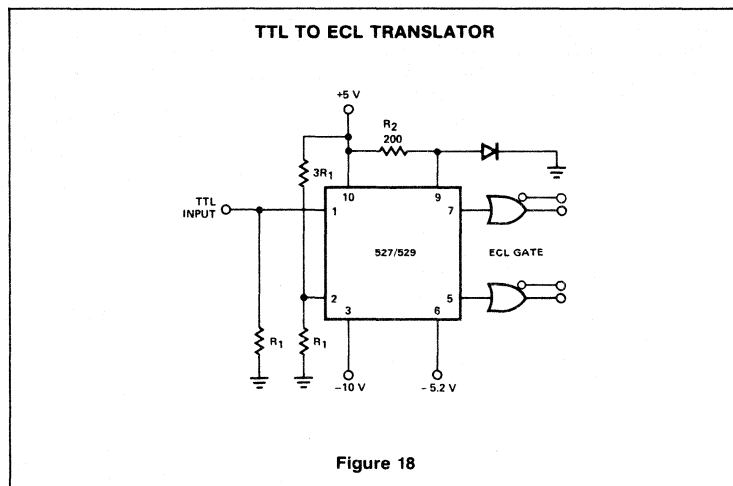 TTL TO ECL TRANSLATOR
+5 V
R2
200
3R1
10
9
TTL
INPUT
1
7
527/529
ECL GATE
2
5
3
6
R1
R1
−10 V
- 5.2 V
Figure 18